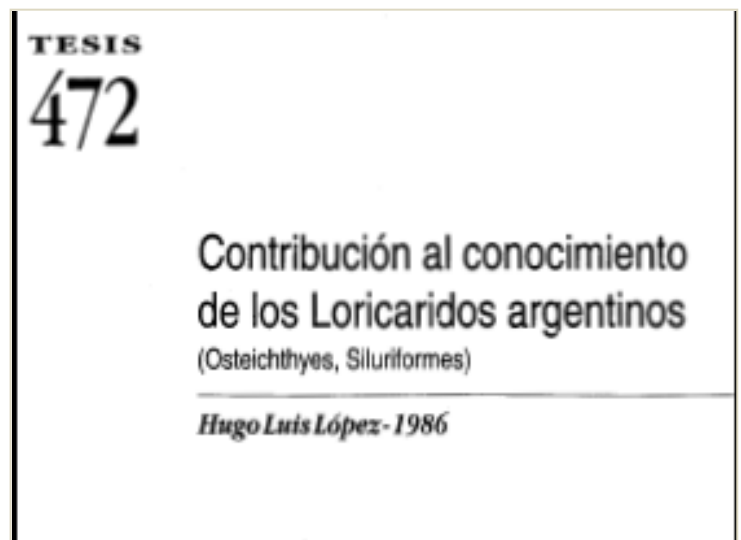 TESIS
472
Contribución al conocimiento
de los Loricaridos argentinos
(Osteichthyes, Siluriformes)
Hugo Luis López-1986